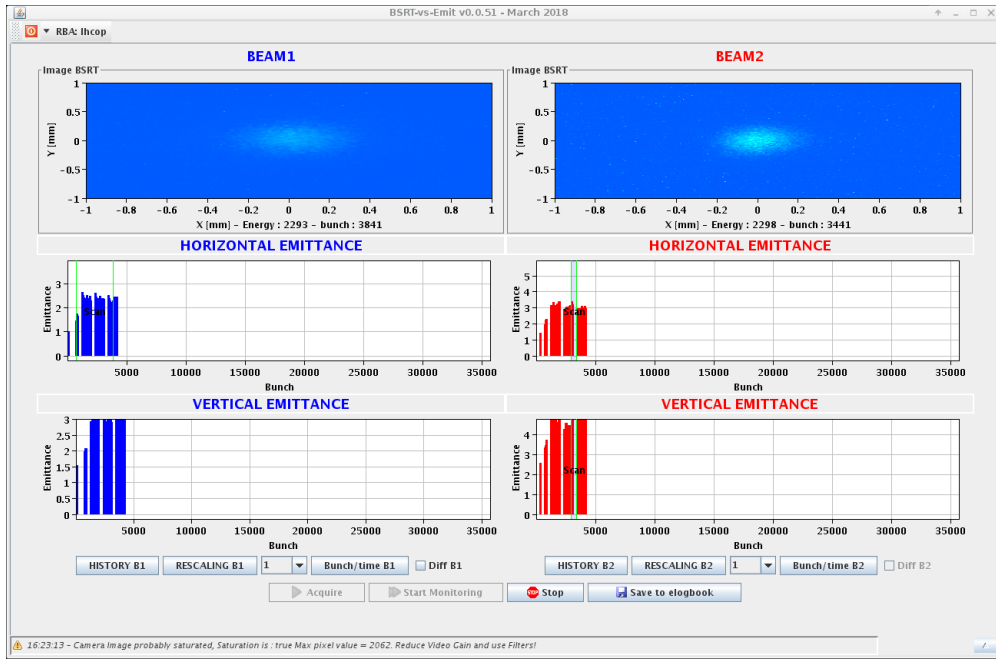 BSRT-vs-Emit v0.0.51 - March 2018
RBA: lhcop
BEAM1
BEAM2
Image BSRT
Image BSRT
1
0.5
0
-0.5
-1
Y [mm]
-1 -0.8 -0.6 -0.4 -0.2 0 0.2 0.4 0.6 0.8 1
X [mm] - Energy : 2293 - bunch : 3841
1
0.5
0
-0.5
-1
Y [mm]
-1 -0.8 -0.6 -0.4 -0.2 0 0.2 0.4 0.6 0.8 1
X [mm] - Energy : 2298 - bunch : 3441
HORIZONTAL EMITTANCE
HORIZONTAL EMITTANCE
3
2
1
0
Emittance
Scan
5000 10000 15000 20000 25000 30000 35000
Bunch
5
4
3
2
1
0
Emittance
Scan
5000 10000 15000 20000 25000 30000 35000
Bunch
VERTICAL EMITTANCE
VERTICAL EMITTANCE
3
2.5
2
1.5
1
0.5
0
Emittance
5000 10000 15000 20000 25000 30000 35000
Bunch
4
3
2
1
0
Emittance
Scan
5000 10000 15000 20000 25000 30000 35000
Bunch
HISTORY B1 RESCALING B1 1 Bunch/time B1 Diff B1
HISTORY B2 RESCALING B2 1 Bunch/time B2 Diff B2
Acquire Start Monitoring STOP Stop Save to elogbook
16:23:13 - Camera Image probably saturated, Saturation is : true Max pixel value = 2062. Reduce Video Gain and use Filters!